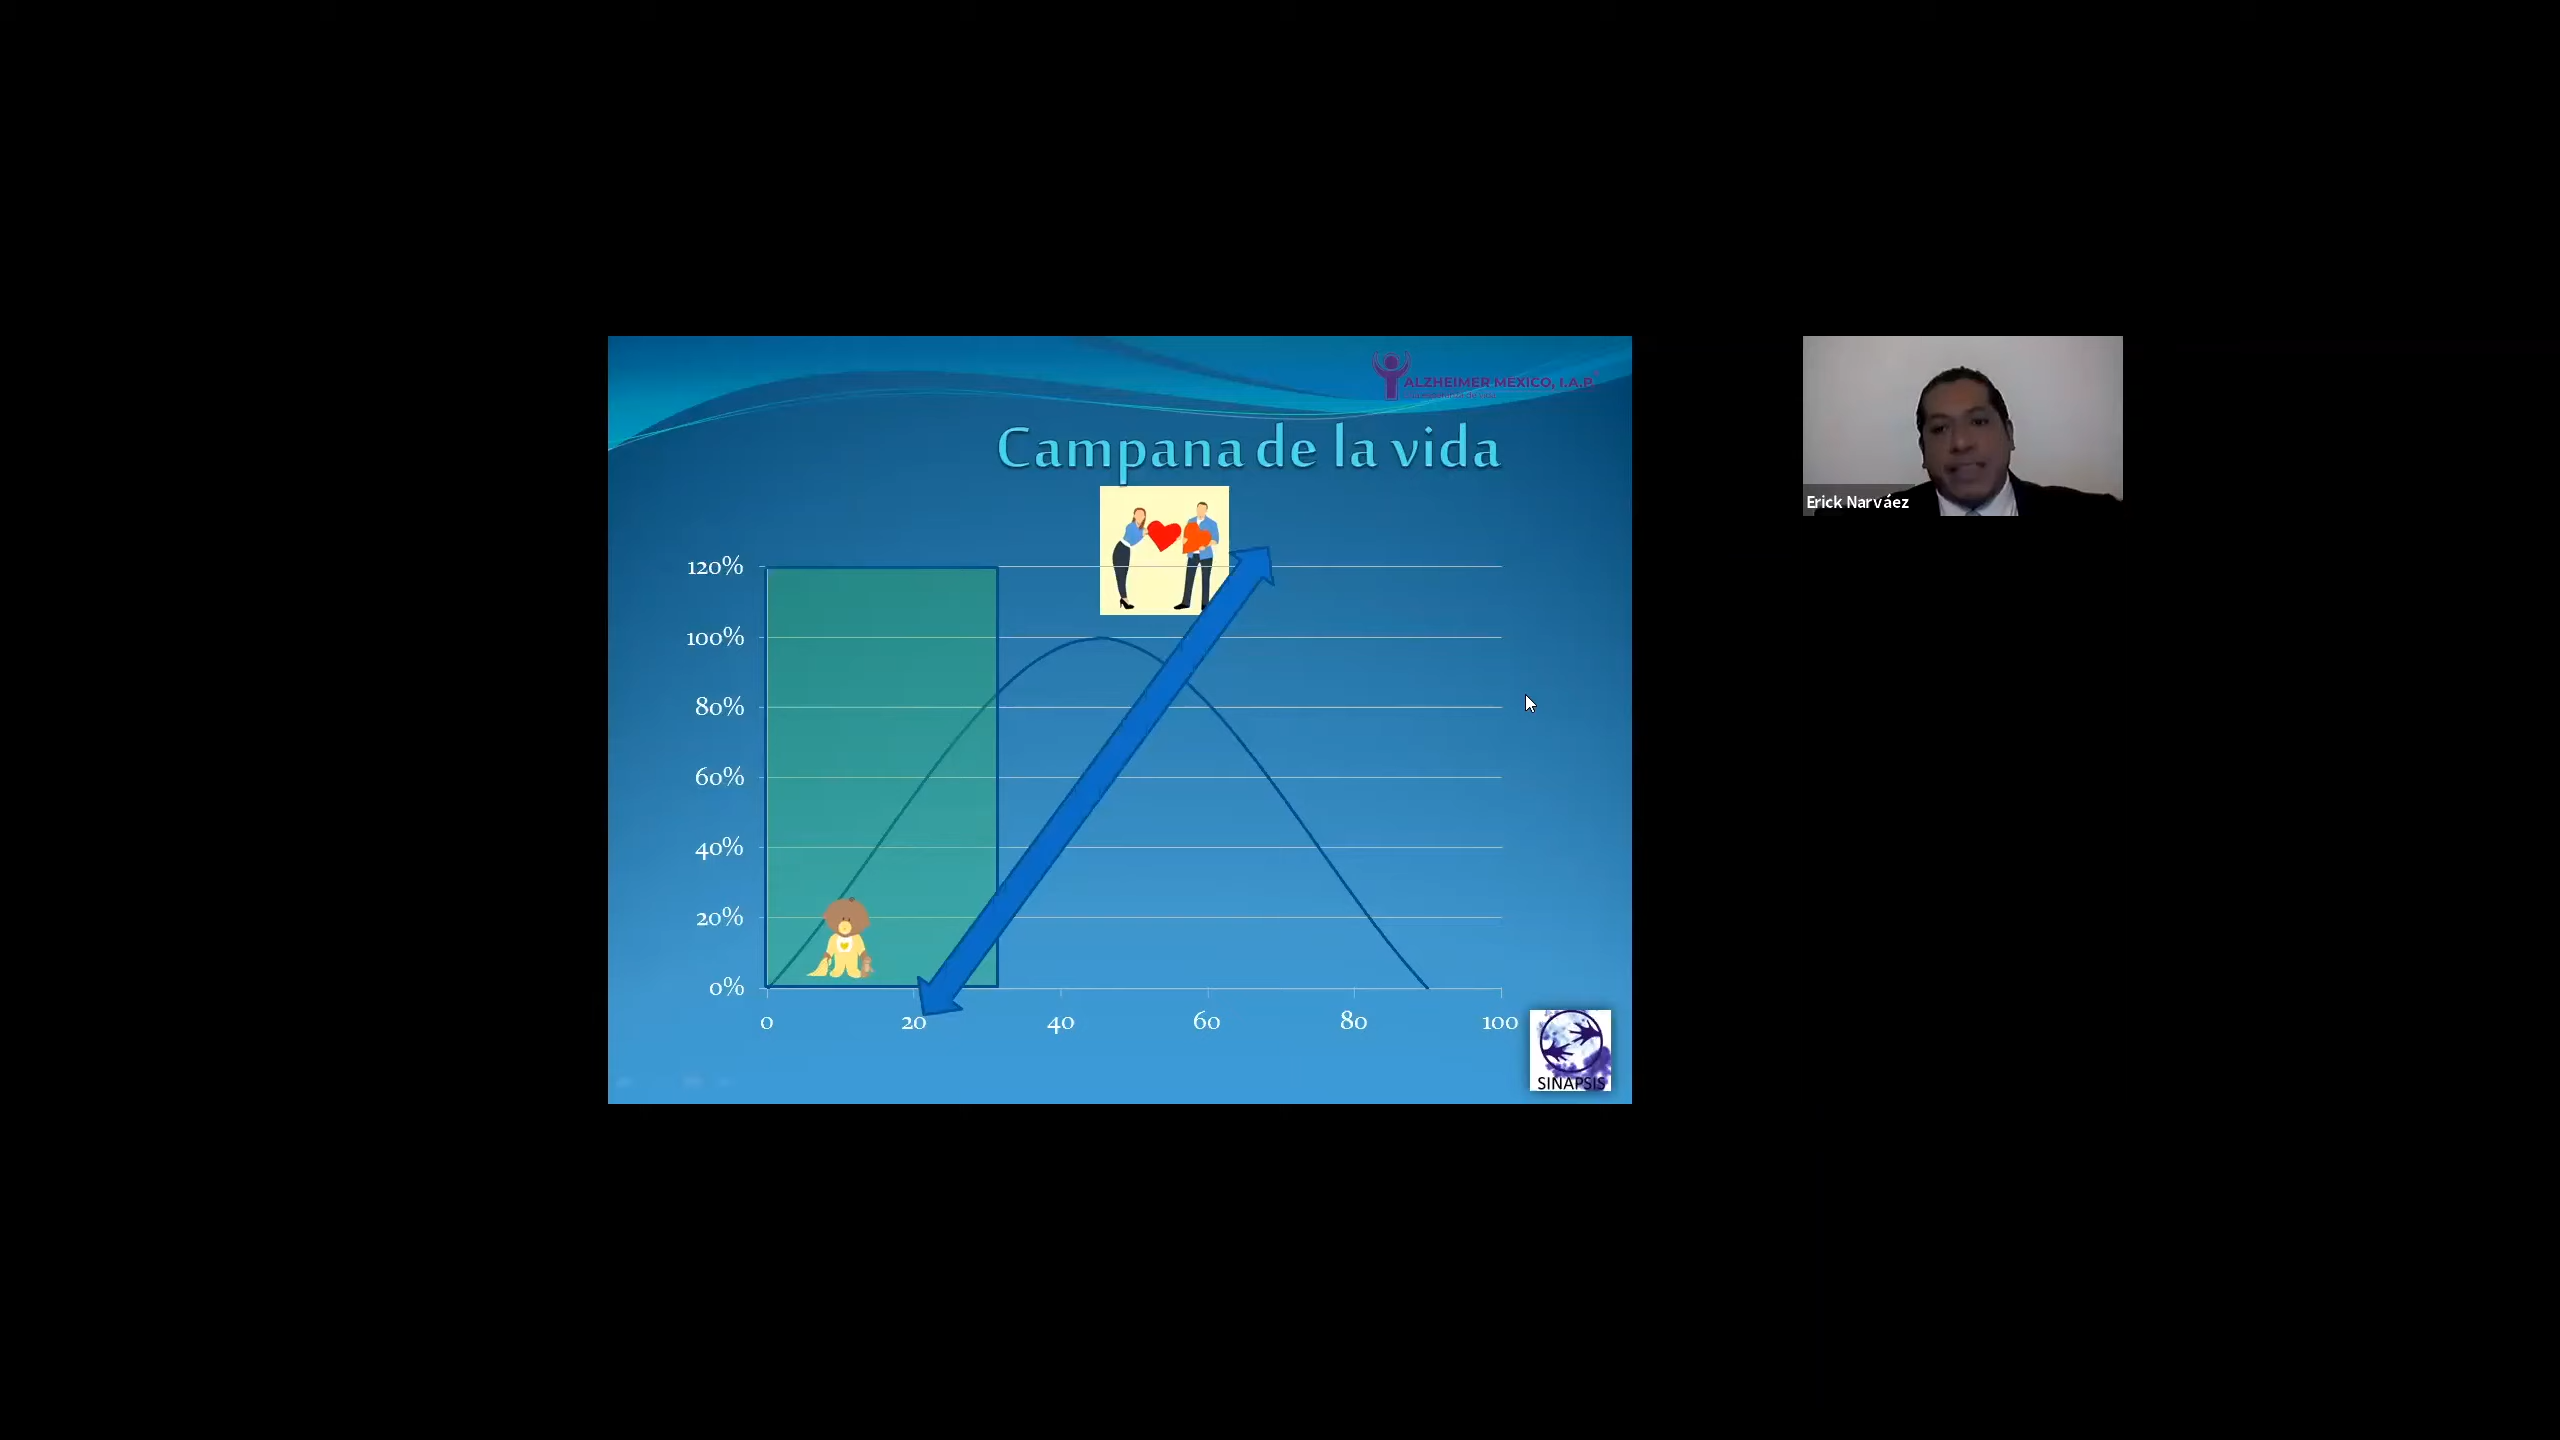 ALZHEIMER MEXICO, I.A.P
Campana de la vida
120%
100%
80%
60%
40%
20%
0%
0 20 40 60 80 100
SINAPSIS
Erick Narváez